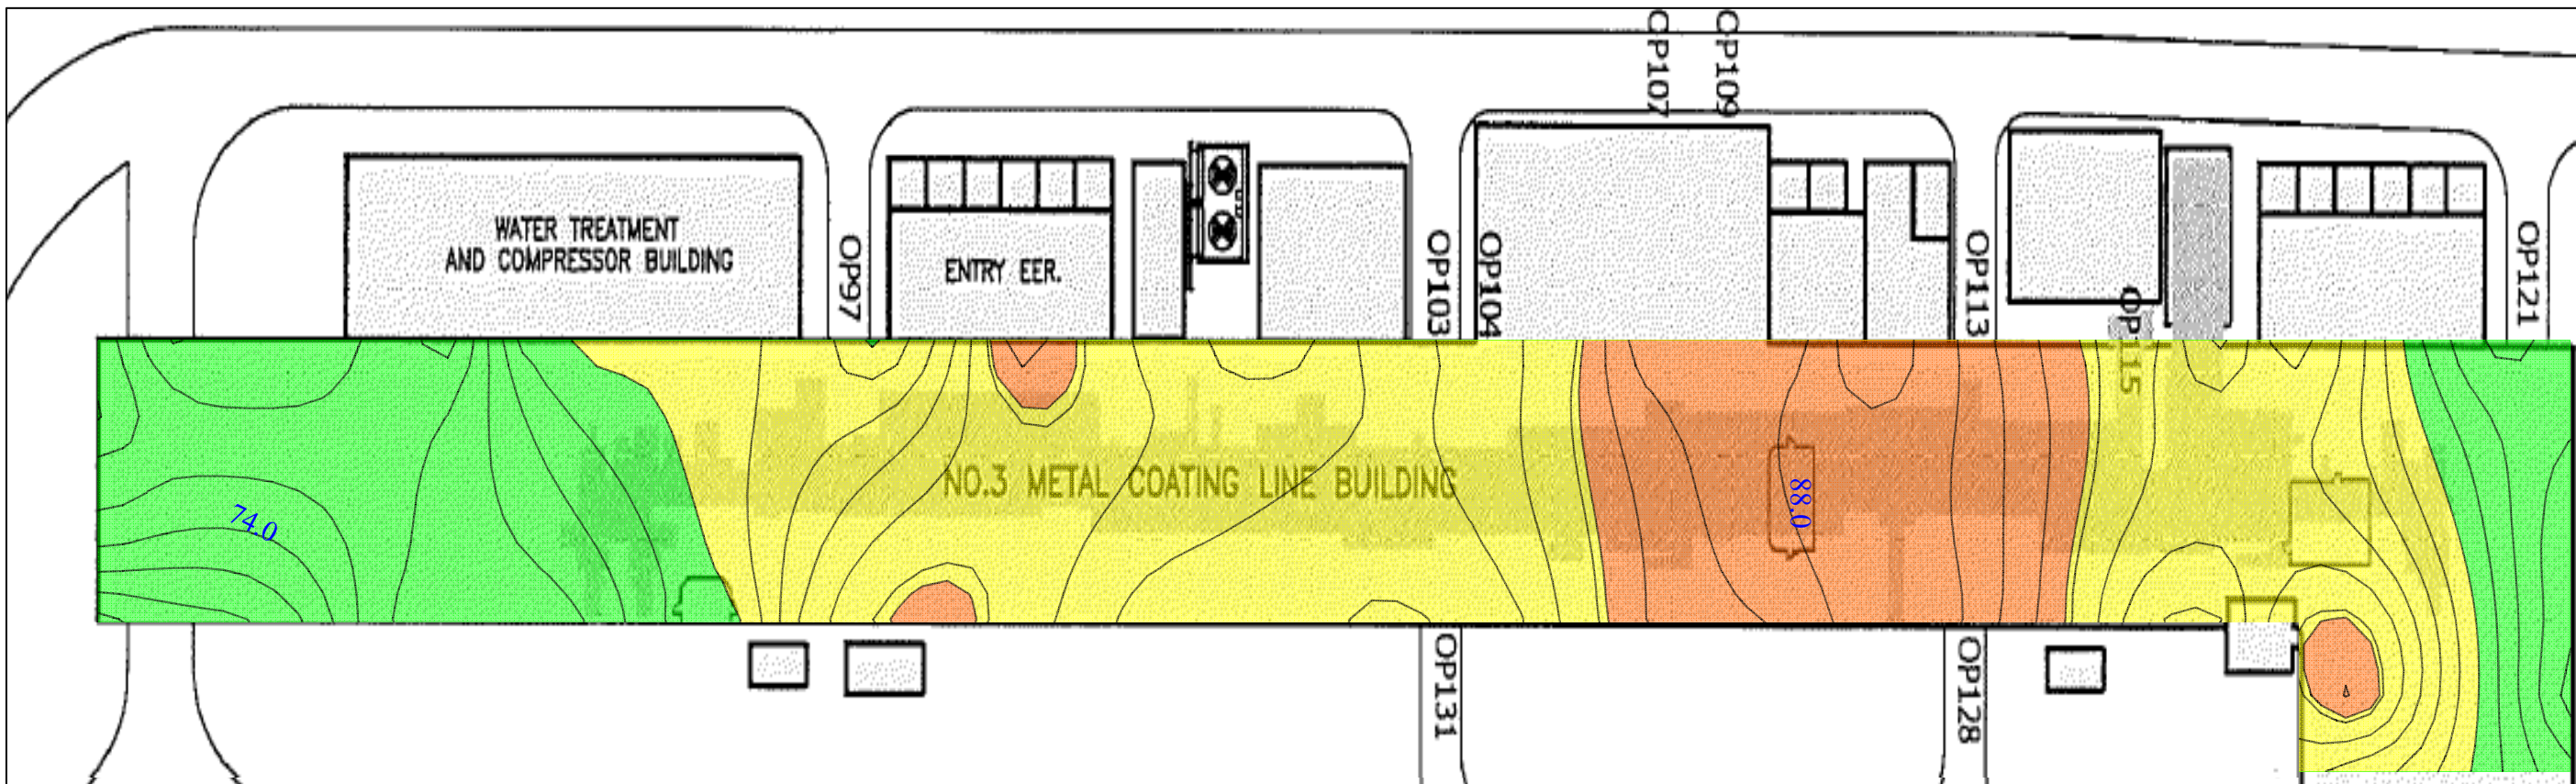 OP107
OP109
WATER TREATMENT
AND COMPRESSOR BUILDING
OP97
ENTRY EER.
OP103
OP104
OP113
OP115
OP121
NO.3 METAL COATING LINE BUILDING
74.0
88.0
OP131
OP128